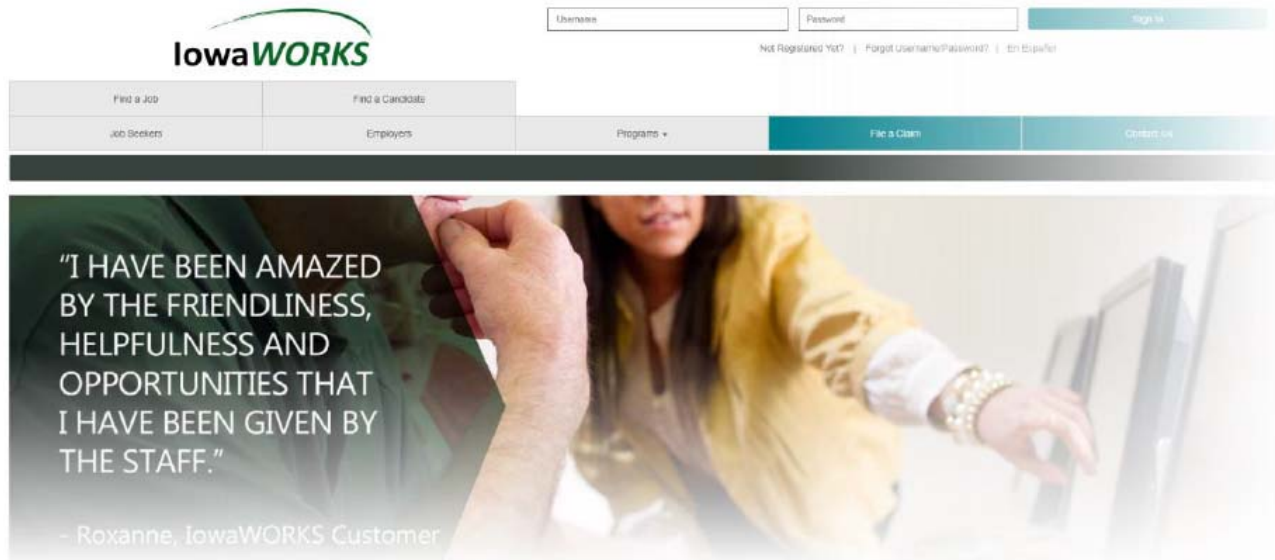 Username
Password
Sign In
IowaWORKS
Not Registered Yet? | Forgot Username/Password? | En Español
Find a Job
Find a Candidate
Job Seekers
Employers
Programs
File a Claim
Contact Us
“I HAVE BEEN AMAZED
BY THE FRIENDLINESS,
HELPFULNESS AND
OPPORTUNITIES THAT
I HAVE BEEN GIVEN BY
THE STAFF.”
- Roxanne, IowaWORKS Customer